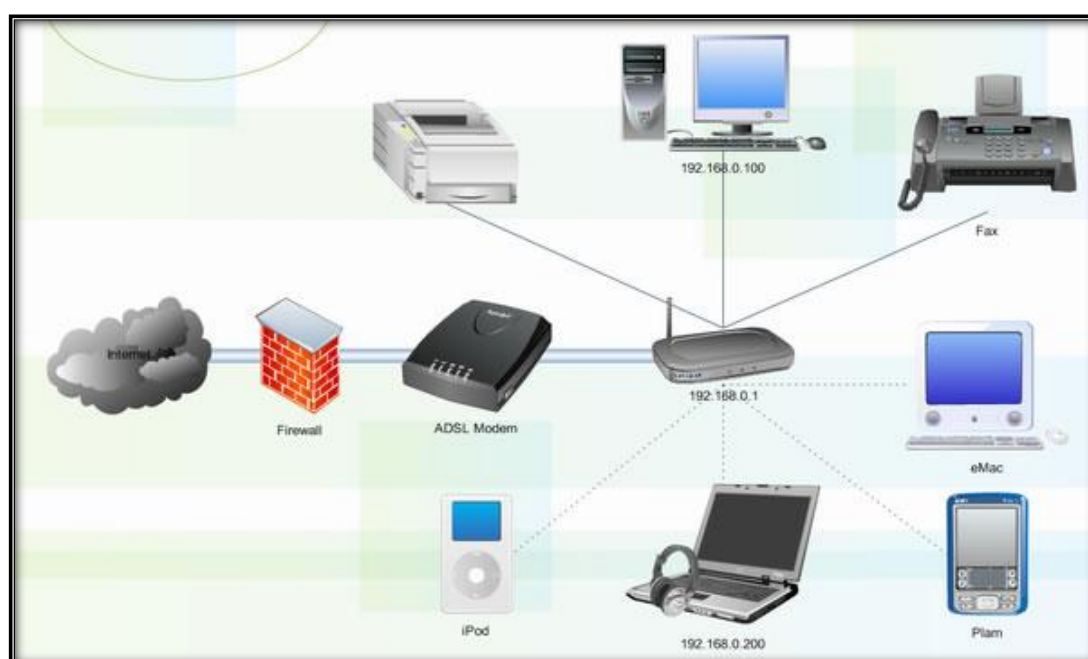 192.168.0.100
Fax
Internet
Firewall
ADSL Modem
192.168.0.1
eMac
iPod
192.168.0.200
Plam